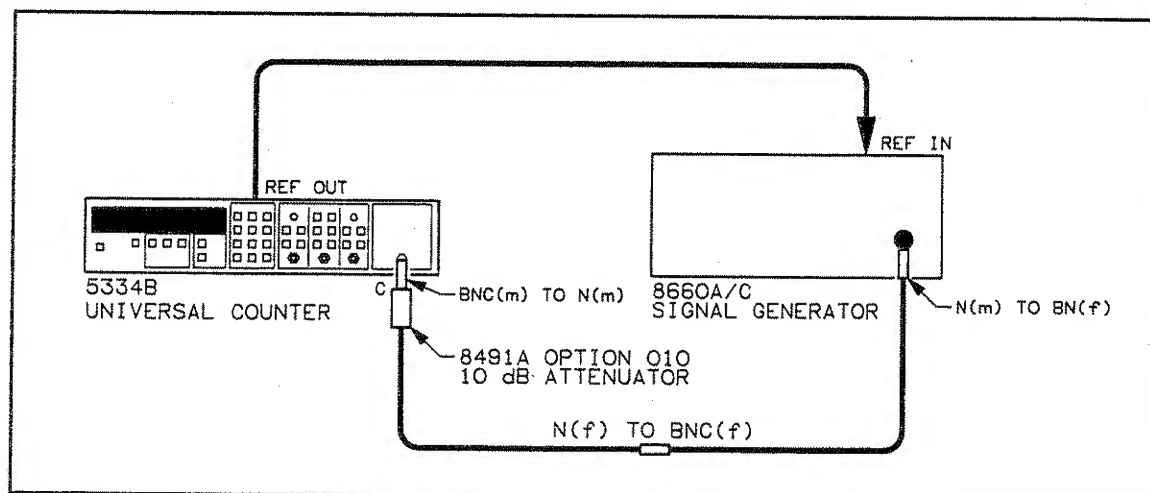 REF IN
REF OUT
5334B
UNIVERSAL COUNTER
C
BNC(m) TO N(m)
8660A/C
SIGNAL GENERATOR
N(m) TO BN(f)
8491A OPTION 010
10 dB ATTENUATOR
N(f) TO BNC(f)